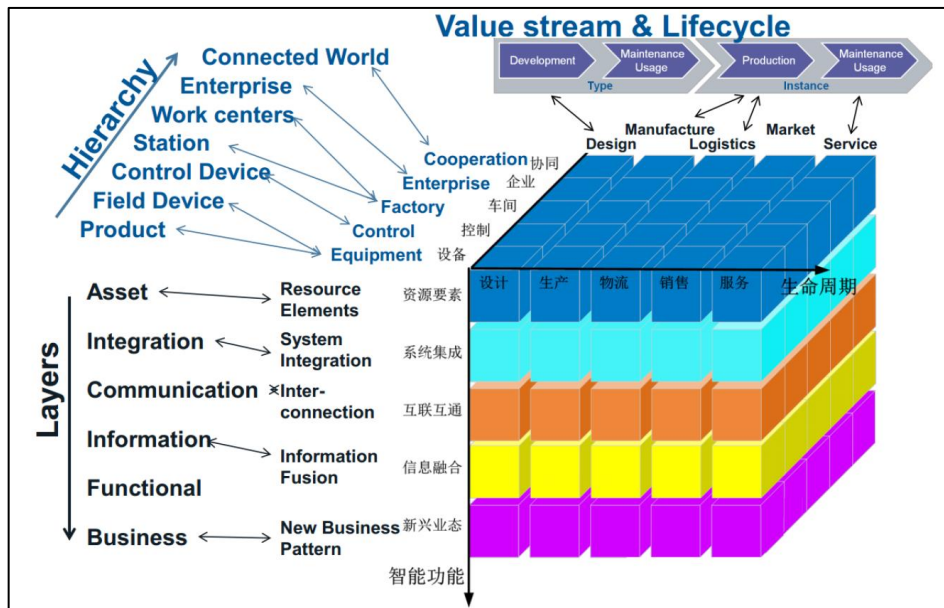 Value stream & Lifecycle
Development
Maintenance
Usage
Production
Maintenance
Usage
Type
Instance
Hierarchy
Connected World
Enterprise
Work centers
Station
Control Device
Field Device
Product
Cooperation
Enterprise
Factory
Control
Equipment
协同
企业
车间
控制
设备
Design
Manufacture
Logistics
Market
Service
设计
生产
物流
销售
服务
生命周期
Layers
Asset
Integration
Communication
Information
Functional
Business
Resource
Elements
System
Integration
Inter-
connection
Information
Fusion
New Business
Pattern
资源要素
系统集成
互联互通
信息融合
新兴业态
智能功能